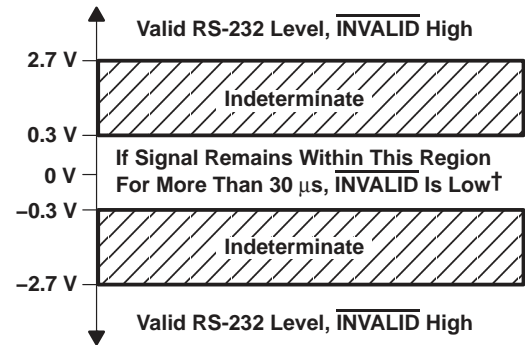 Valid RS-232 Level, INVALID High
2.7 V
Indeterminate
0.3 V
If Signal Remains Within This Region
0 V
For More Than 30 μs, INVALID Is Low†
–0.3 V
Indeterminate
–2.7 V
Valid RS-232 Level, INVALID High